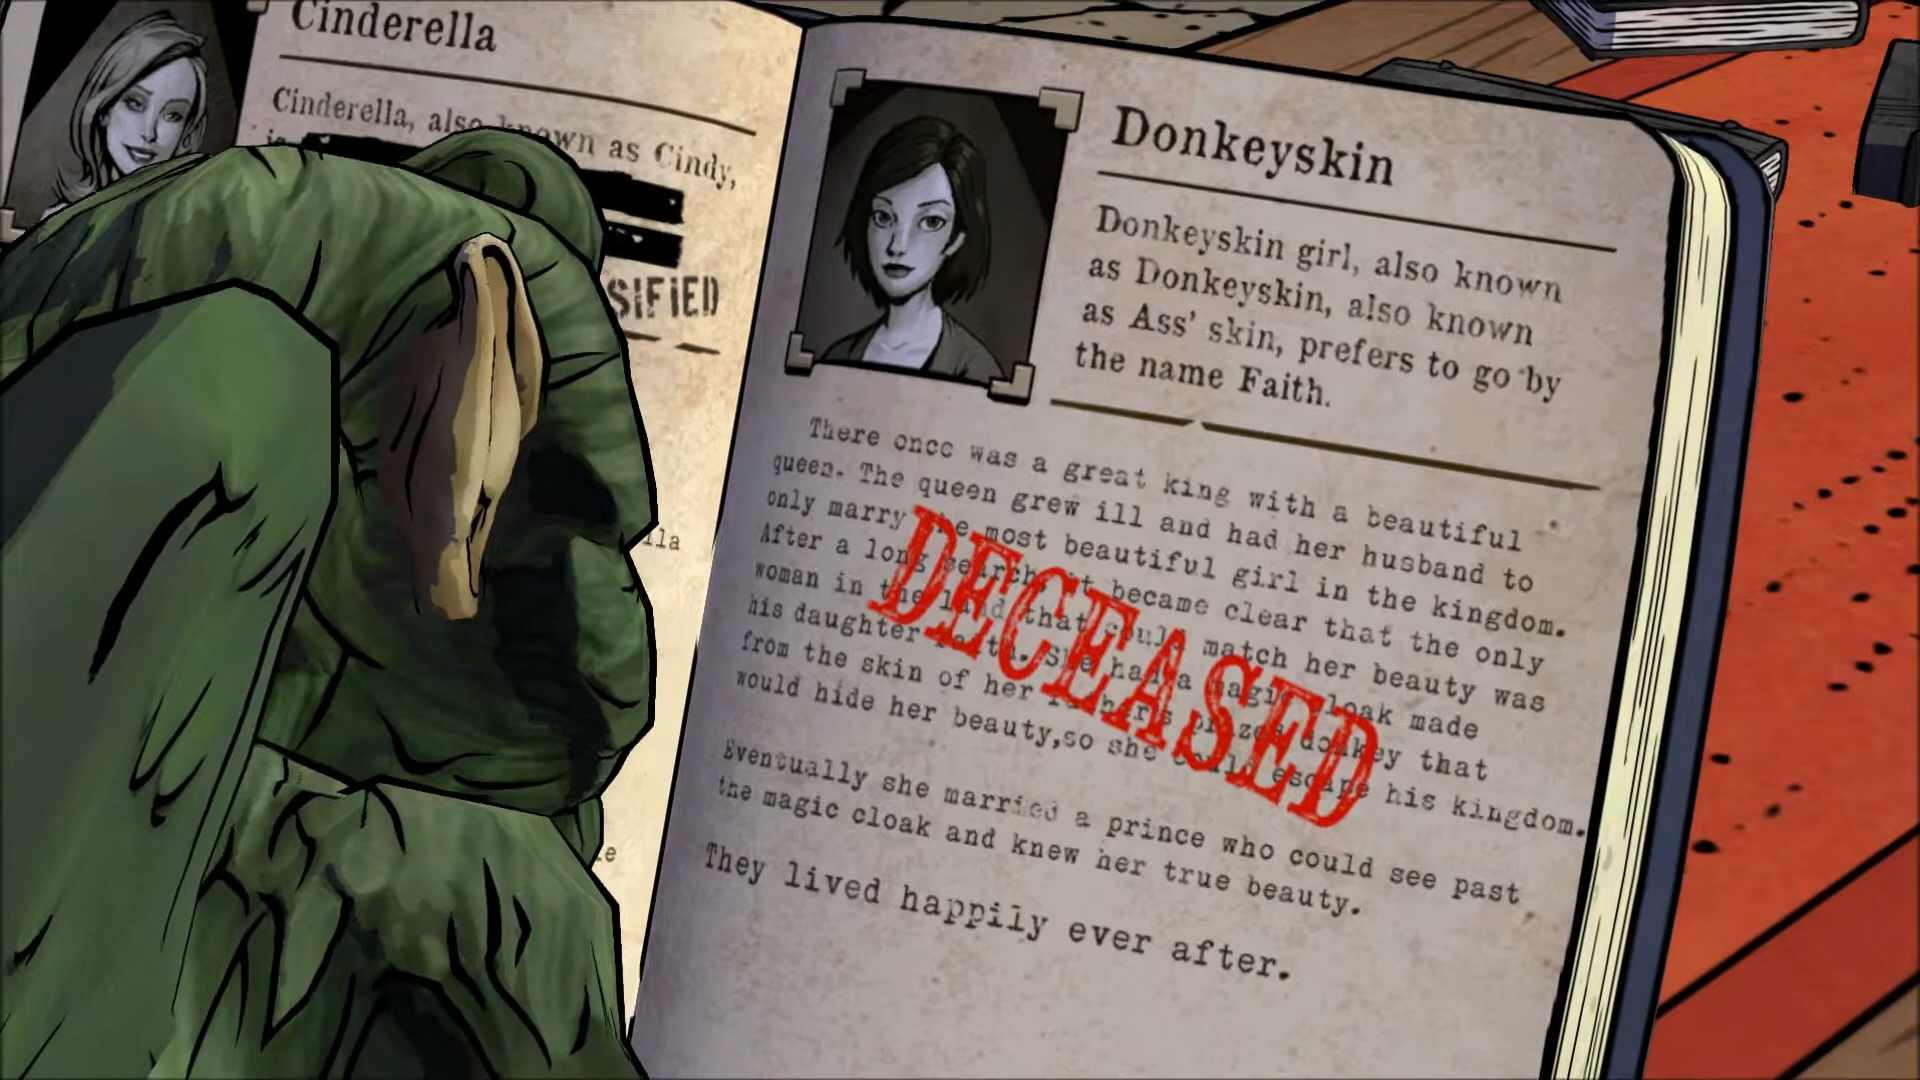 Cinderella
Cinderella, also known as Cindy,
is
SIFIED
lla
Donkeyskin
Donkeyskin girl, also known
as Donkeyskin, also known
as Ass' skin, prefers to go by
the name Faith.
There once was a great king with a beautiful
queen. The queen grew ill and had her husband to
only marry the most beautiful girl in the kingdom.
After a long search, it became clear that the only
woman in the land that could match her beauty was
his daughter Faith. She had a magic cloak made
from the skin of her father's prized donkey that
would hide her beauty,so she could escape his kingdom.
DECEASED
Eventually she married a prince who could see past
the magic cloak and knew her true beauty.
They lived happily ever after.